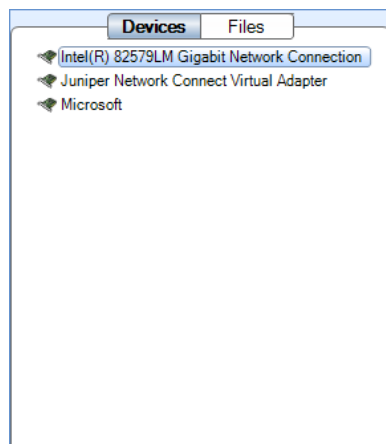 Devices Files
Intel(R) 82579LM Gigabit Network Connection
Juniper Network Connect Virtual Adapter
Microsoft